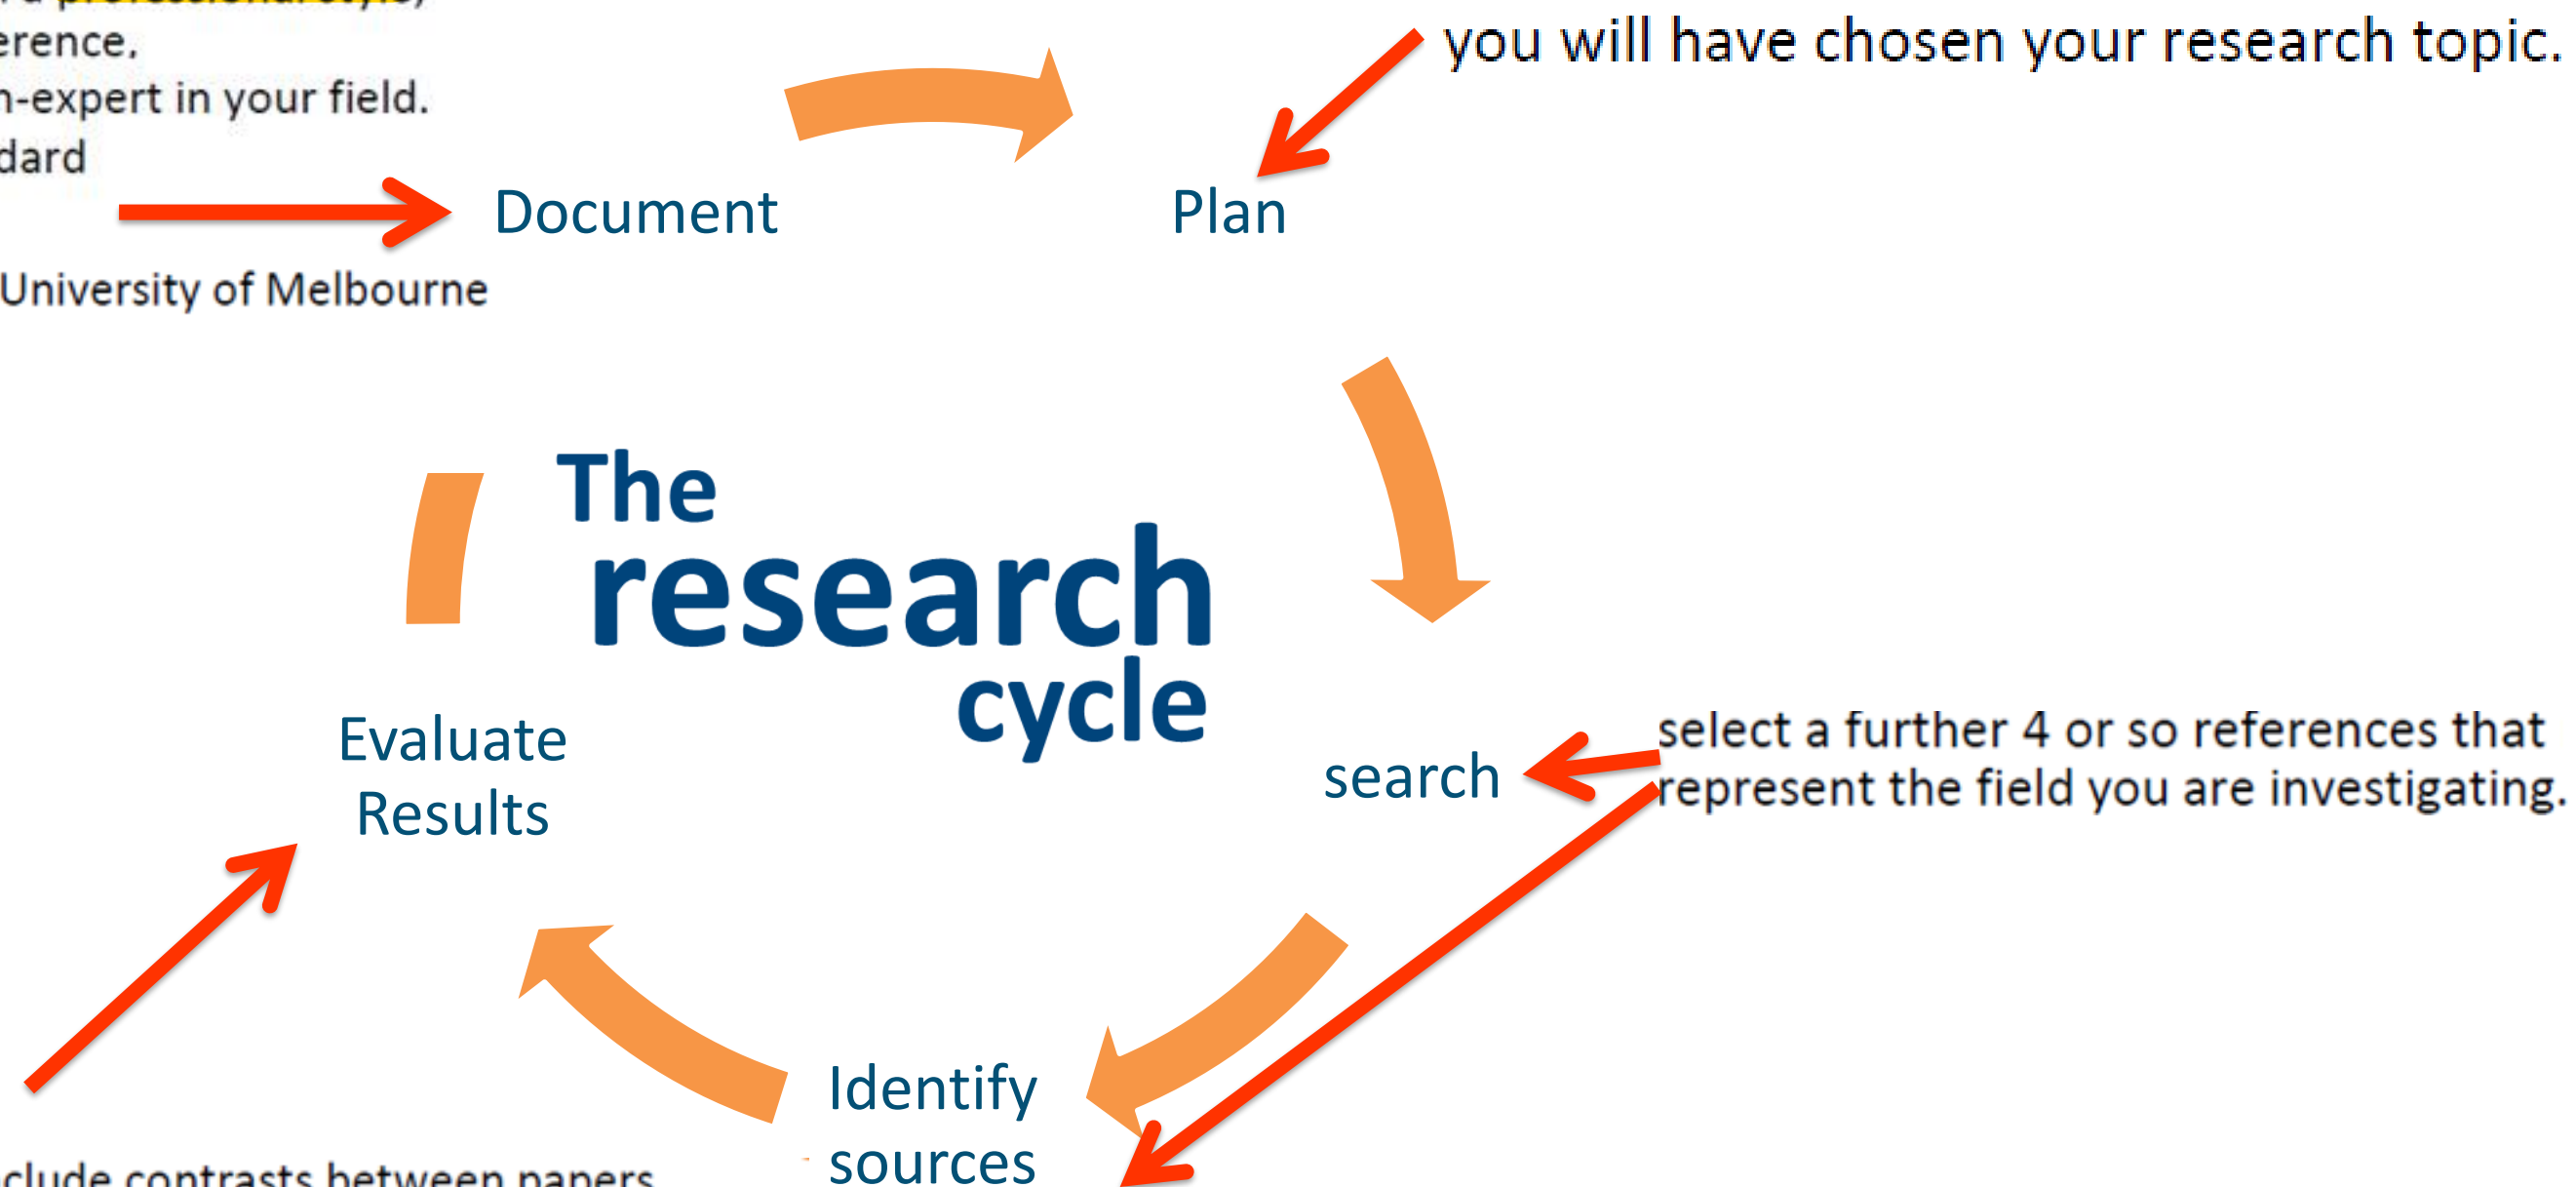 professional style,
erence,
n-expert in your field.
dard
you will have chosen your research topic.
Document
Plan
University of Melbourne
The
research
cycle
Evaluate
Results
search
select a further 4 or so references that
represent the field you are investigating.
Identify
sources
clude contrasts between papers